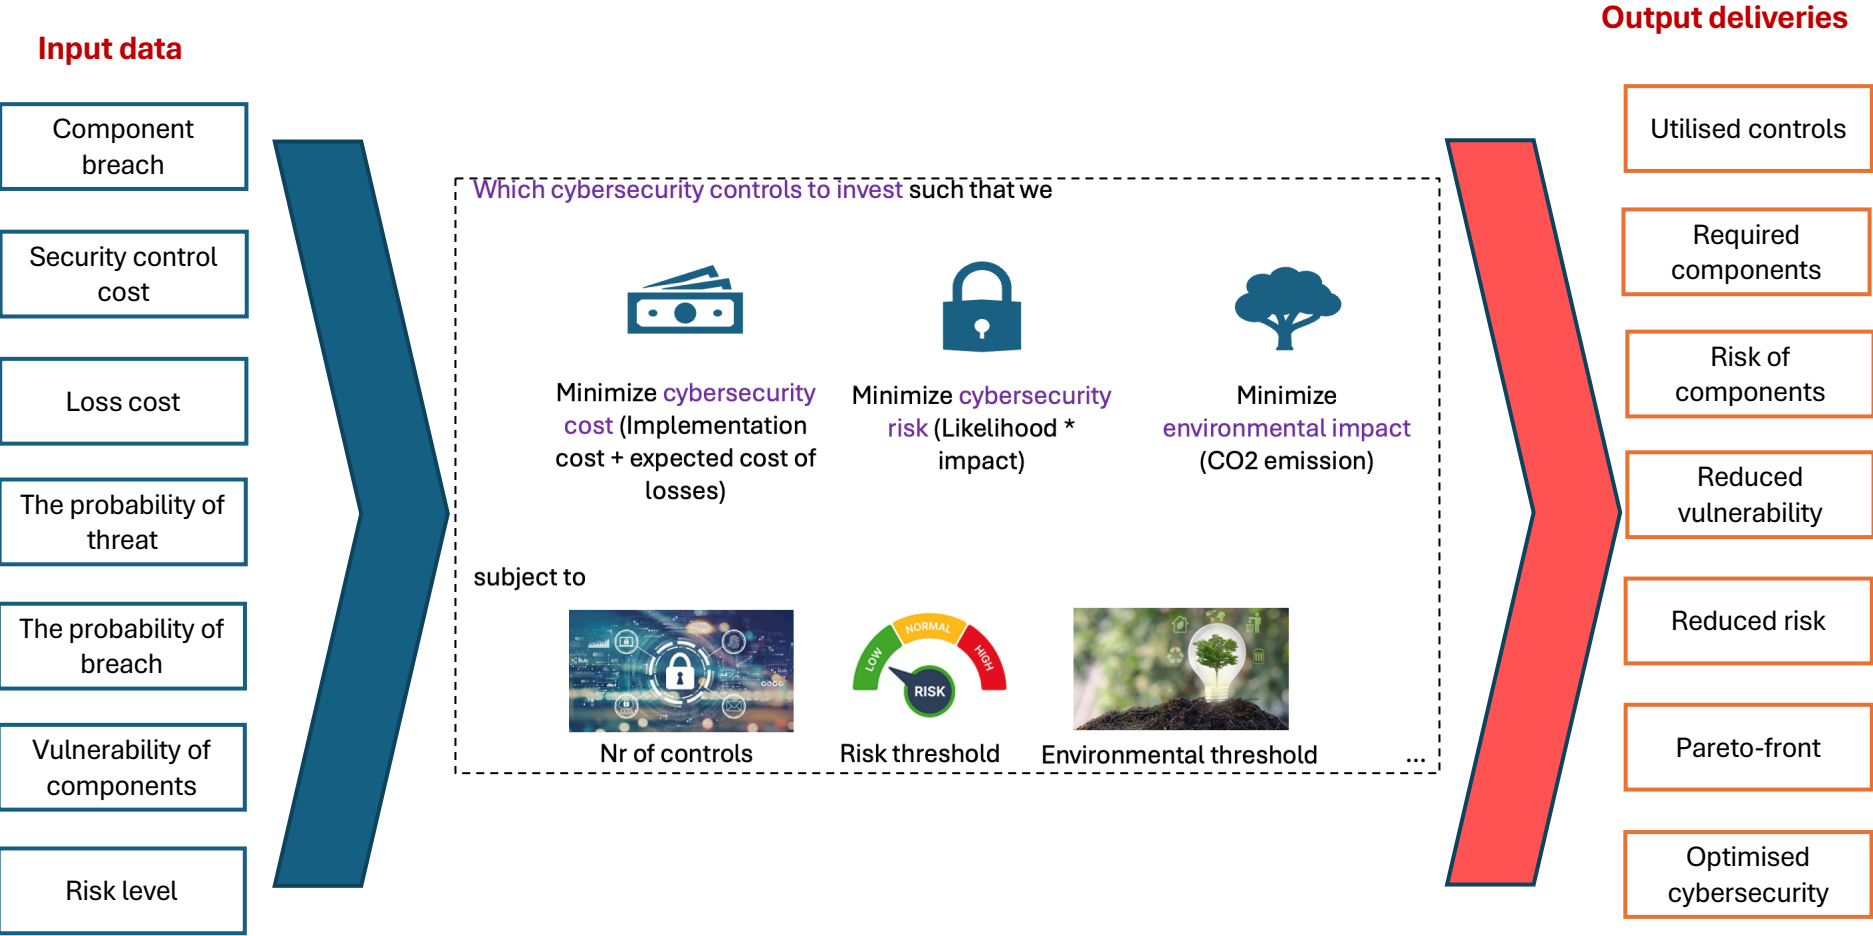 Input data
Component
breach
Security control
cost
Loss cost
The probability of
threat
The probability of
breach
Vulnerability of
components
Risk level
Which cybersecurity controls to invest such that we
Minimize cybersecurity
cost (Implementation
cost + expected cost of
losses)
Minimize cybersecurity
risk (Likelihood *
impact)
Minimize
environmental impact
(CO2 emission)
subject to
LOW
NORMAL
HIGH
RISK
Nr of controls
Risk threshold
Environmental threshold
...
Output deliveries
Utilised controls
Required
components
Risk of
components
Reduced
vulnerability
Reduced risk
Pareto-front
Optimised
cybersecurity